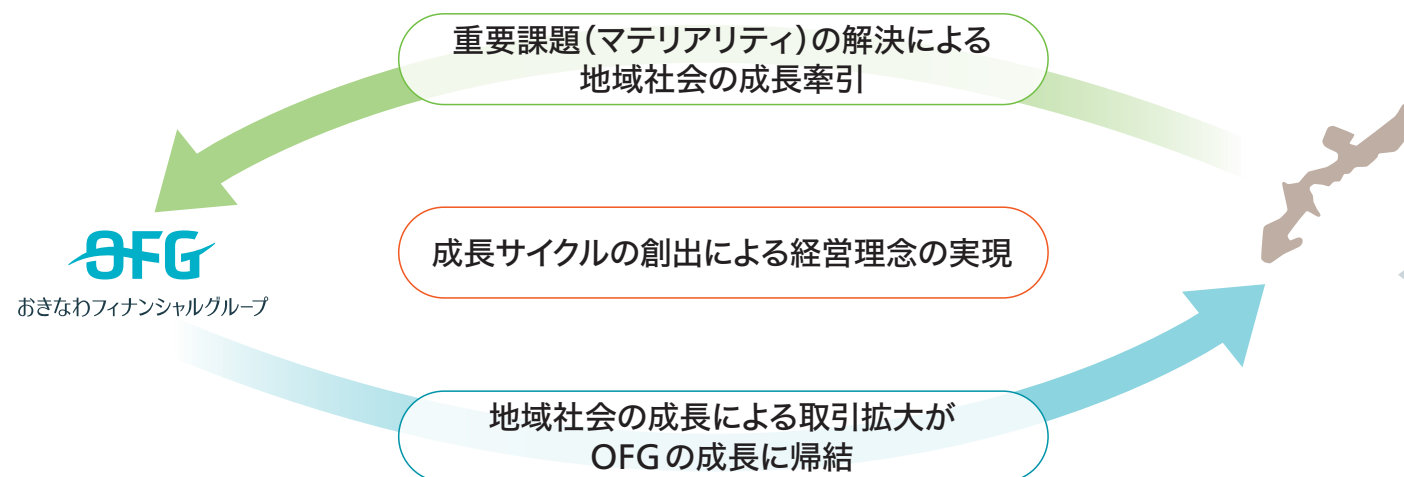 重要課題（マテリアリティ）の解決による
地域社会の成長牽引
成長サイクルの創出による経営理念の実現
OFG
おきなわフィナンシャルグループ
地域社会の成長による取引拡大が
OFGの成長に帰結